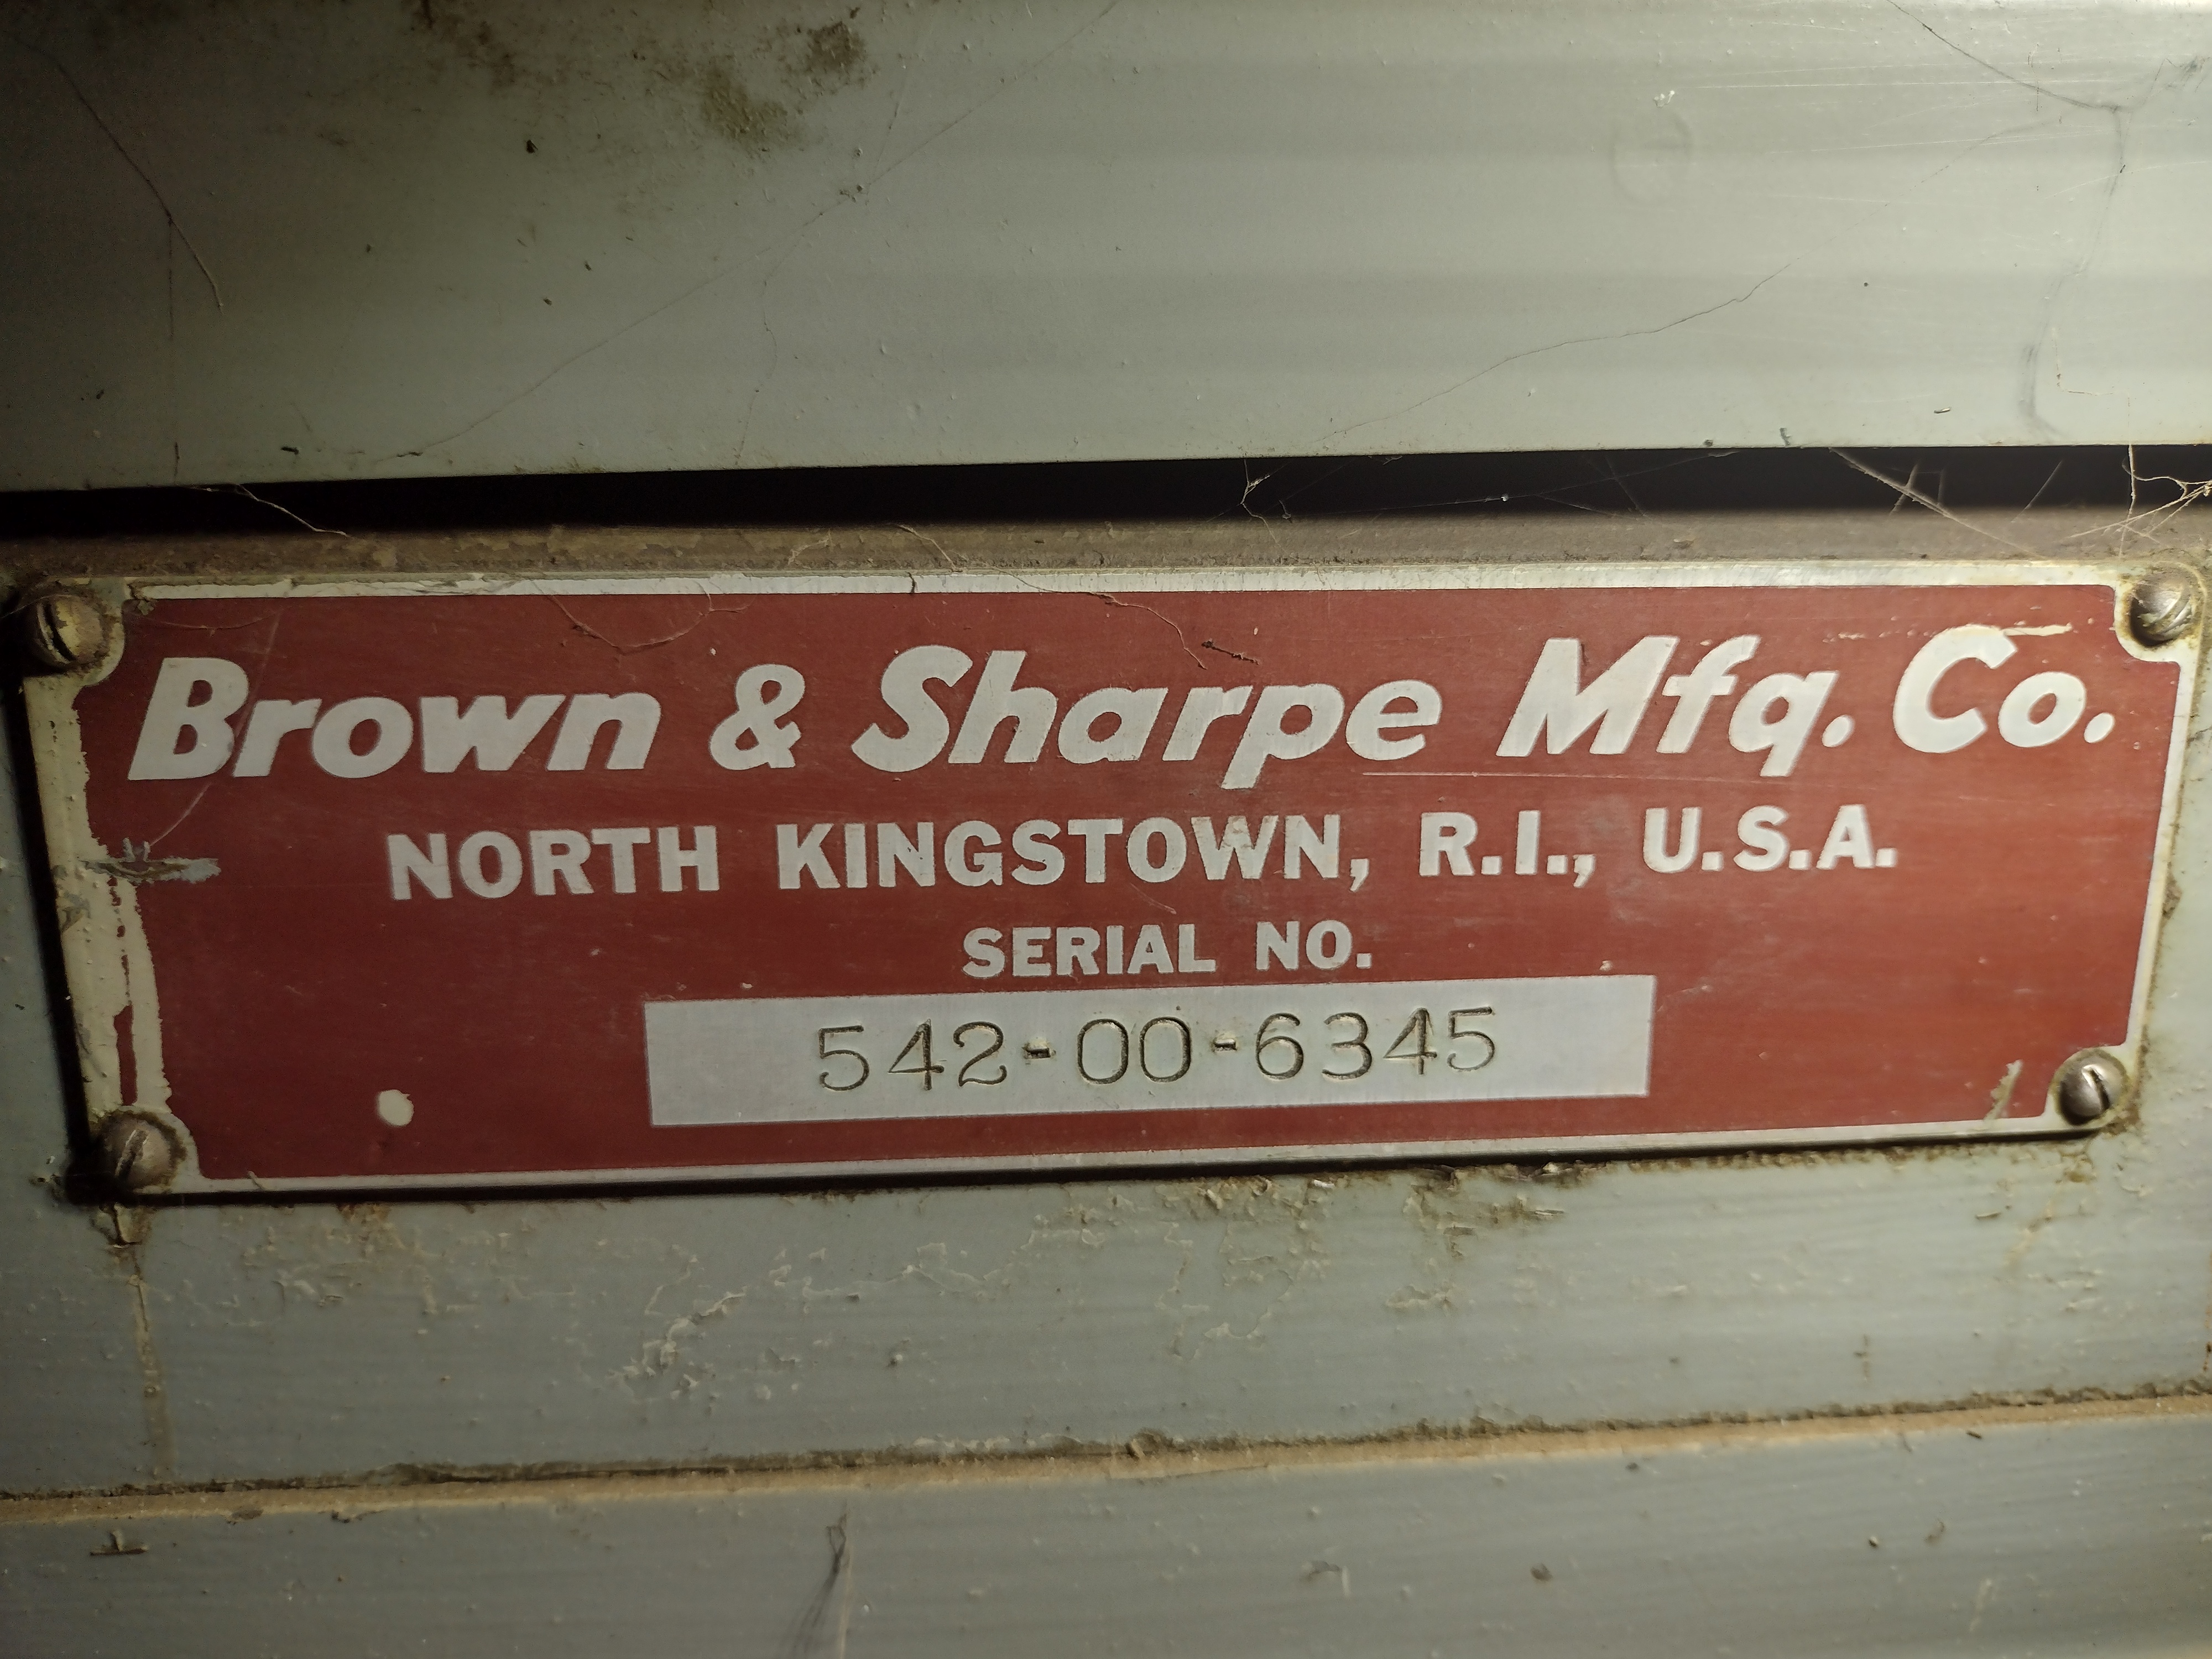 Brown & Sharpe Mfg. Co.
NORTH KINGSTOWN, R.I., U.S.A.
SERIAL NO.
542-00-6345